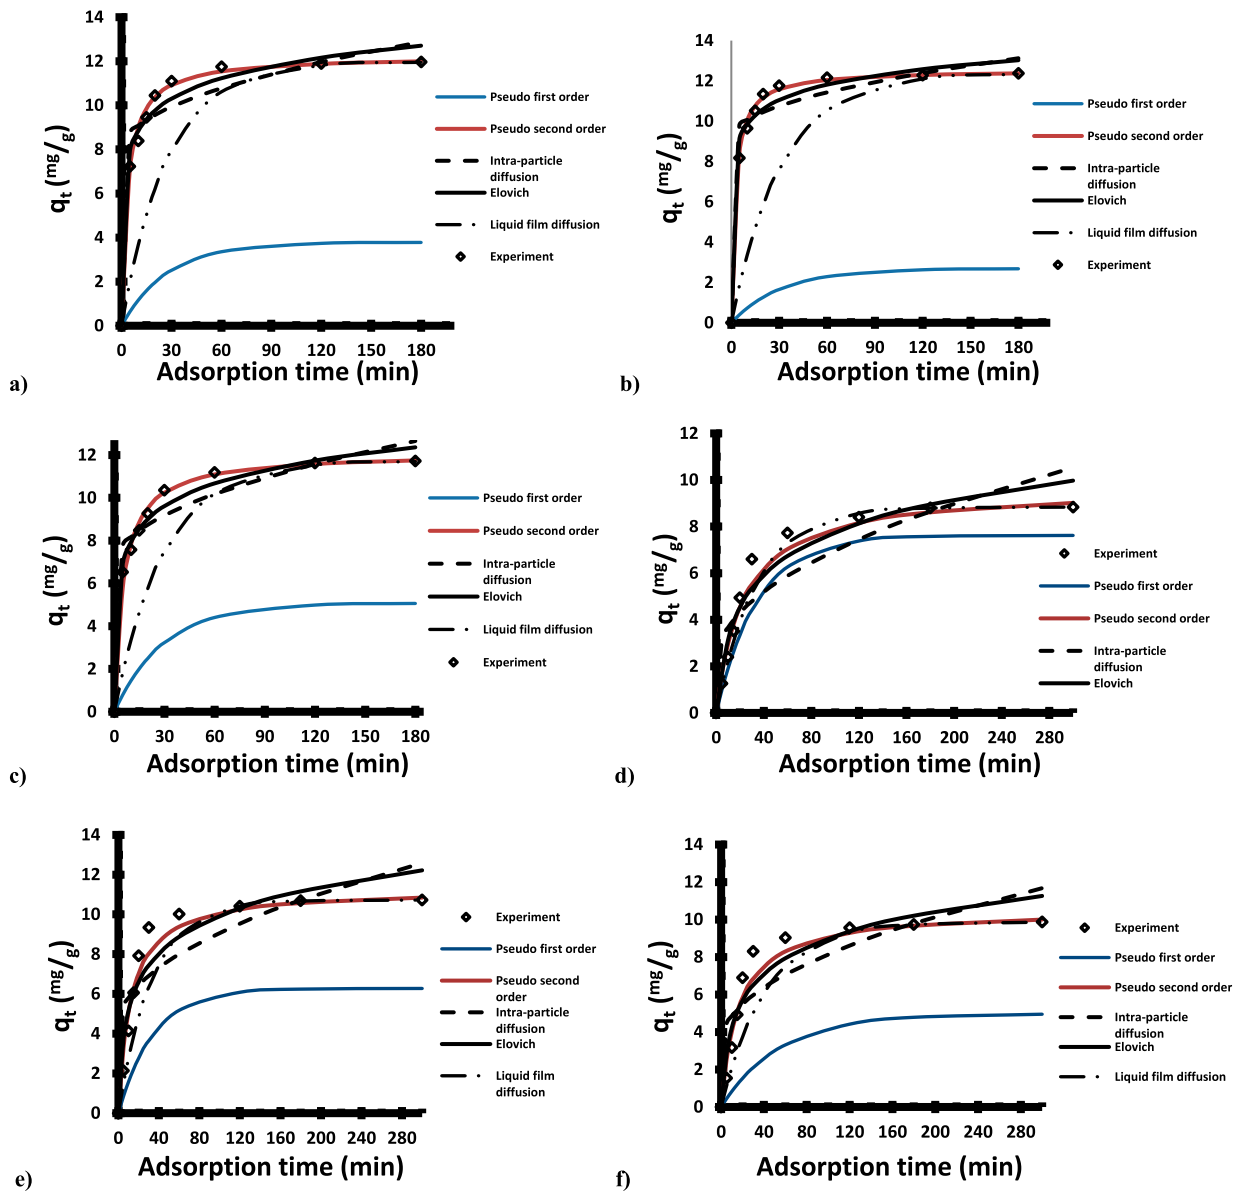 14
12
10
8
6
4
2
0
qt (mg/g)
0 30 60 90 120 150 180
Adsorption time (min)
Pseudo first order
Pseudo second order
Intra-particle
diffusion
Elovich
Liquid film diffusion
Experiment
a)
14
12
10
8
6
4
2
0
qt (mg/g)
0 30 60 90 120 150 180
Adsorption time (min)
Pseudo first order
Pseudo second order
Intra-particle
diffusion
Elovich
Liquid film diffusion
Experiment
b)
12
10
8
6
4
2
0
qt (mg/g)
0 30 60 90 120 150 180
Adsorption time (min)
Pseudo first order
Pseudo second order
Intra-particle
diffusion
Elovich
Liquid film diffusion
Experiment
c)
12
10
8
6
4
2
0
qt (mg/g)
0 40 80 120 160 200 240 280
Adsorption time (min)
Experiment
Pseudo first order
Pseudo second order
Intra-particle
diffusion
Elovich
d)
14
12
10
8
6
4
2
0
qt (mg/g)
0 40 80 120 160 200 240 280
Adsorption time (min)
Experiment
Pseudo first order
Pseudo second
order
Intra-particle
diffusion
Elovich
Liquid film
diffusion
e)
14
12
10
8
6
4
2
0
qt (mg/g)
0 40 80 120 160 200 240 280
Adsorption time (min)
Experiment
Pseudo first order
Pseudo second order
Intra-particle
diffusion
Elovich
Liquid film diffusion
f)